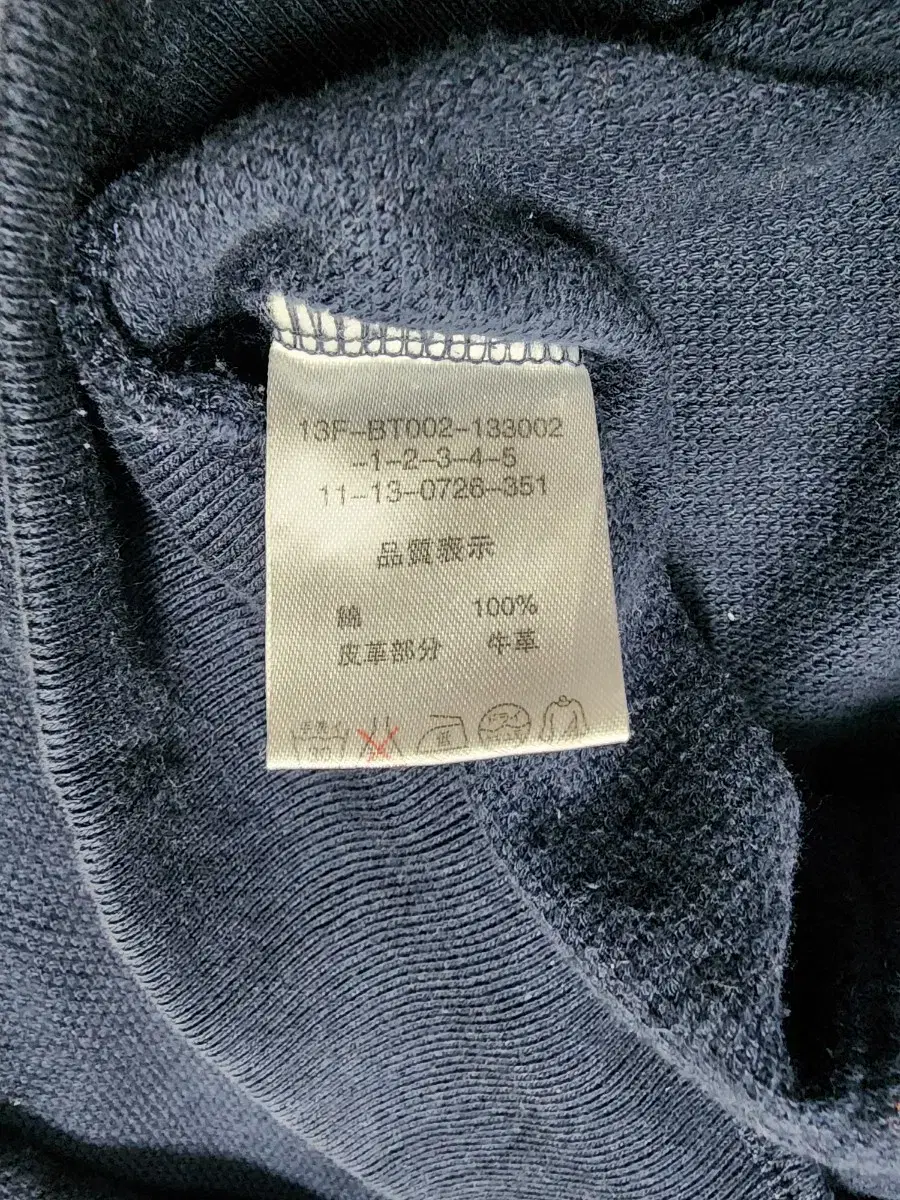 13F-BT002-133002
-1-2-3-4-5
11-13-0726-351
品質表示
綿 100%
皮革部分 牛革